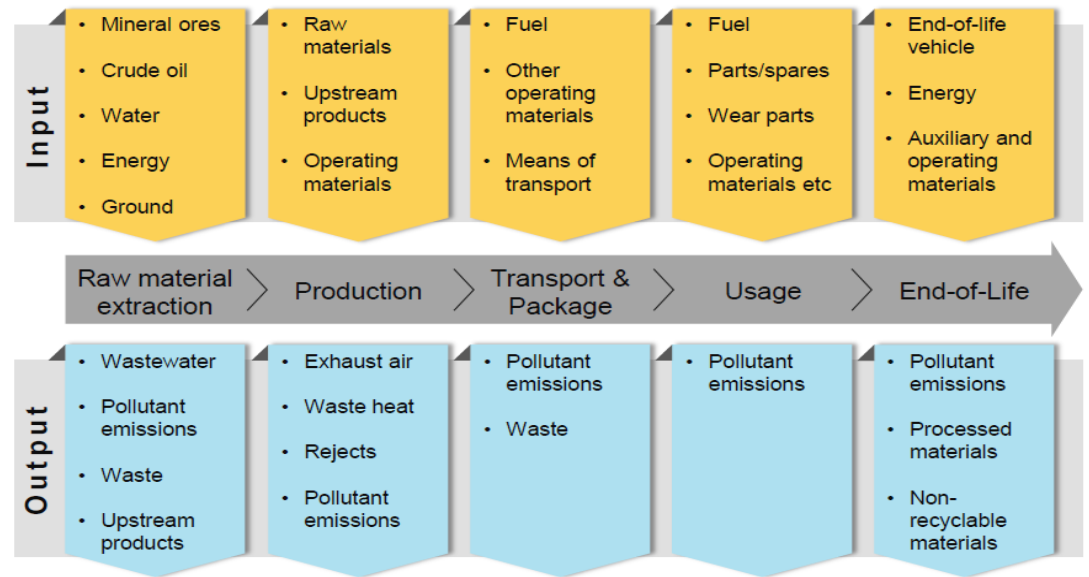 Input
• Mineral ores
• Crude oil
• Water
• Energy
• Ground
• Raw
materials
• Upstream
products
• Operating
materials
• Fuel
• Other
operating
materials
• Means of
transport
• Fuel
• Parts/spares
• Wear parts
• Operating
materials etc
• End-of-life
vehicle
• Energy
• Auxiliary and
operating
materials
Raw material
extraction
Production
Transport &
Package
Usage
End-of-Life
Output
• Wastewater
• Pollutant
emissions
• Waste
• Upstream
products
• Exhaust air
• Waste heat
• Rejects
• Pollutant
emissions
• Pollutant
emissions
• Waste
• Pollutant
emissions
• Pollutant
emissions
• Processed
materials
• Non-
recyclable
materials